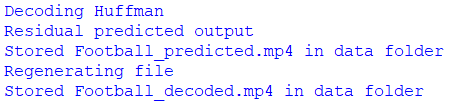 Decoding Huffman
Residual predicted output
Stored Football_predicted.mp4 in data folder
Regenerating file
Stored Football_decoded.mp4 in data folder